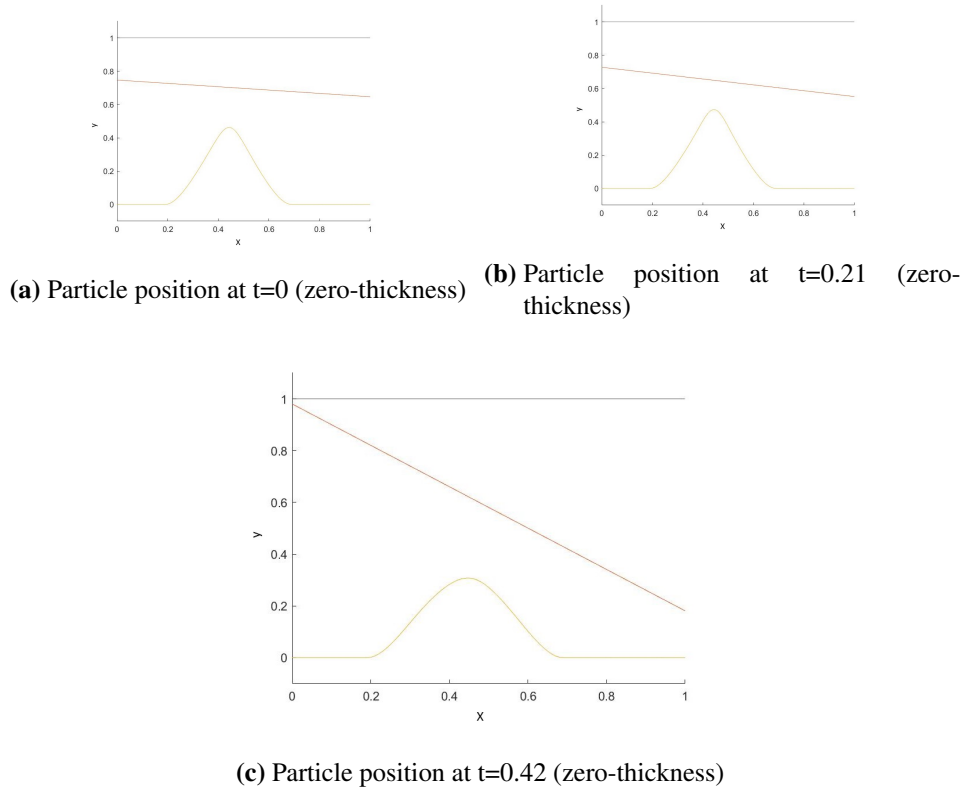 1
0.8
0.6
y
0.4
0.2
0
0 0.2 0.4 0.6 0.8 1
x
(a) Particle position at t=0 (zero-thickness)
1
0.8
0.6
y
0.4
0.2
0
0 0.2 0.4 0.6 0.8 1
x
(b) Particle position at t=0.21 (zero-
thickness)
1
0.8
0.6
y
0.4
0.2
0
0 0.2 0.4 0.6 0.8 1
x
(c) Particle position at t=0.42 (zero-thickness)